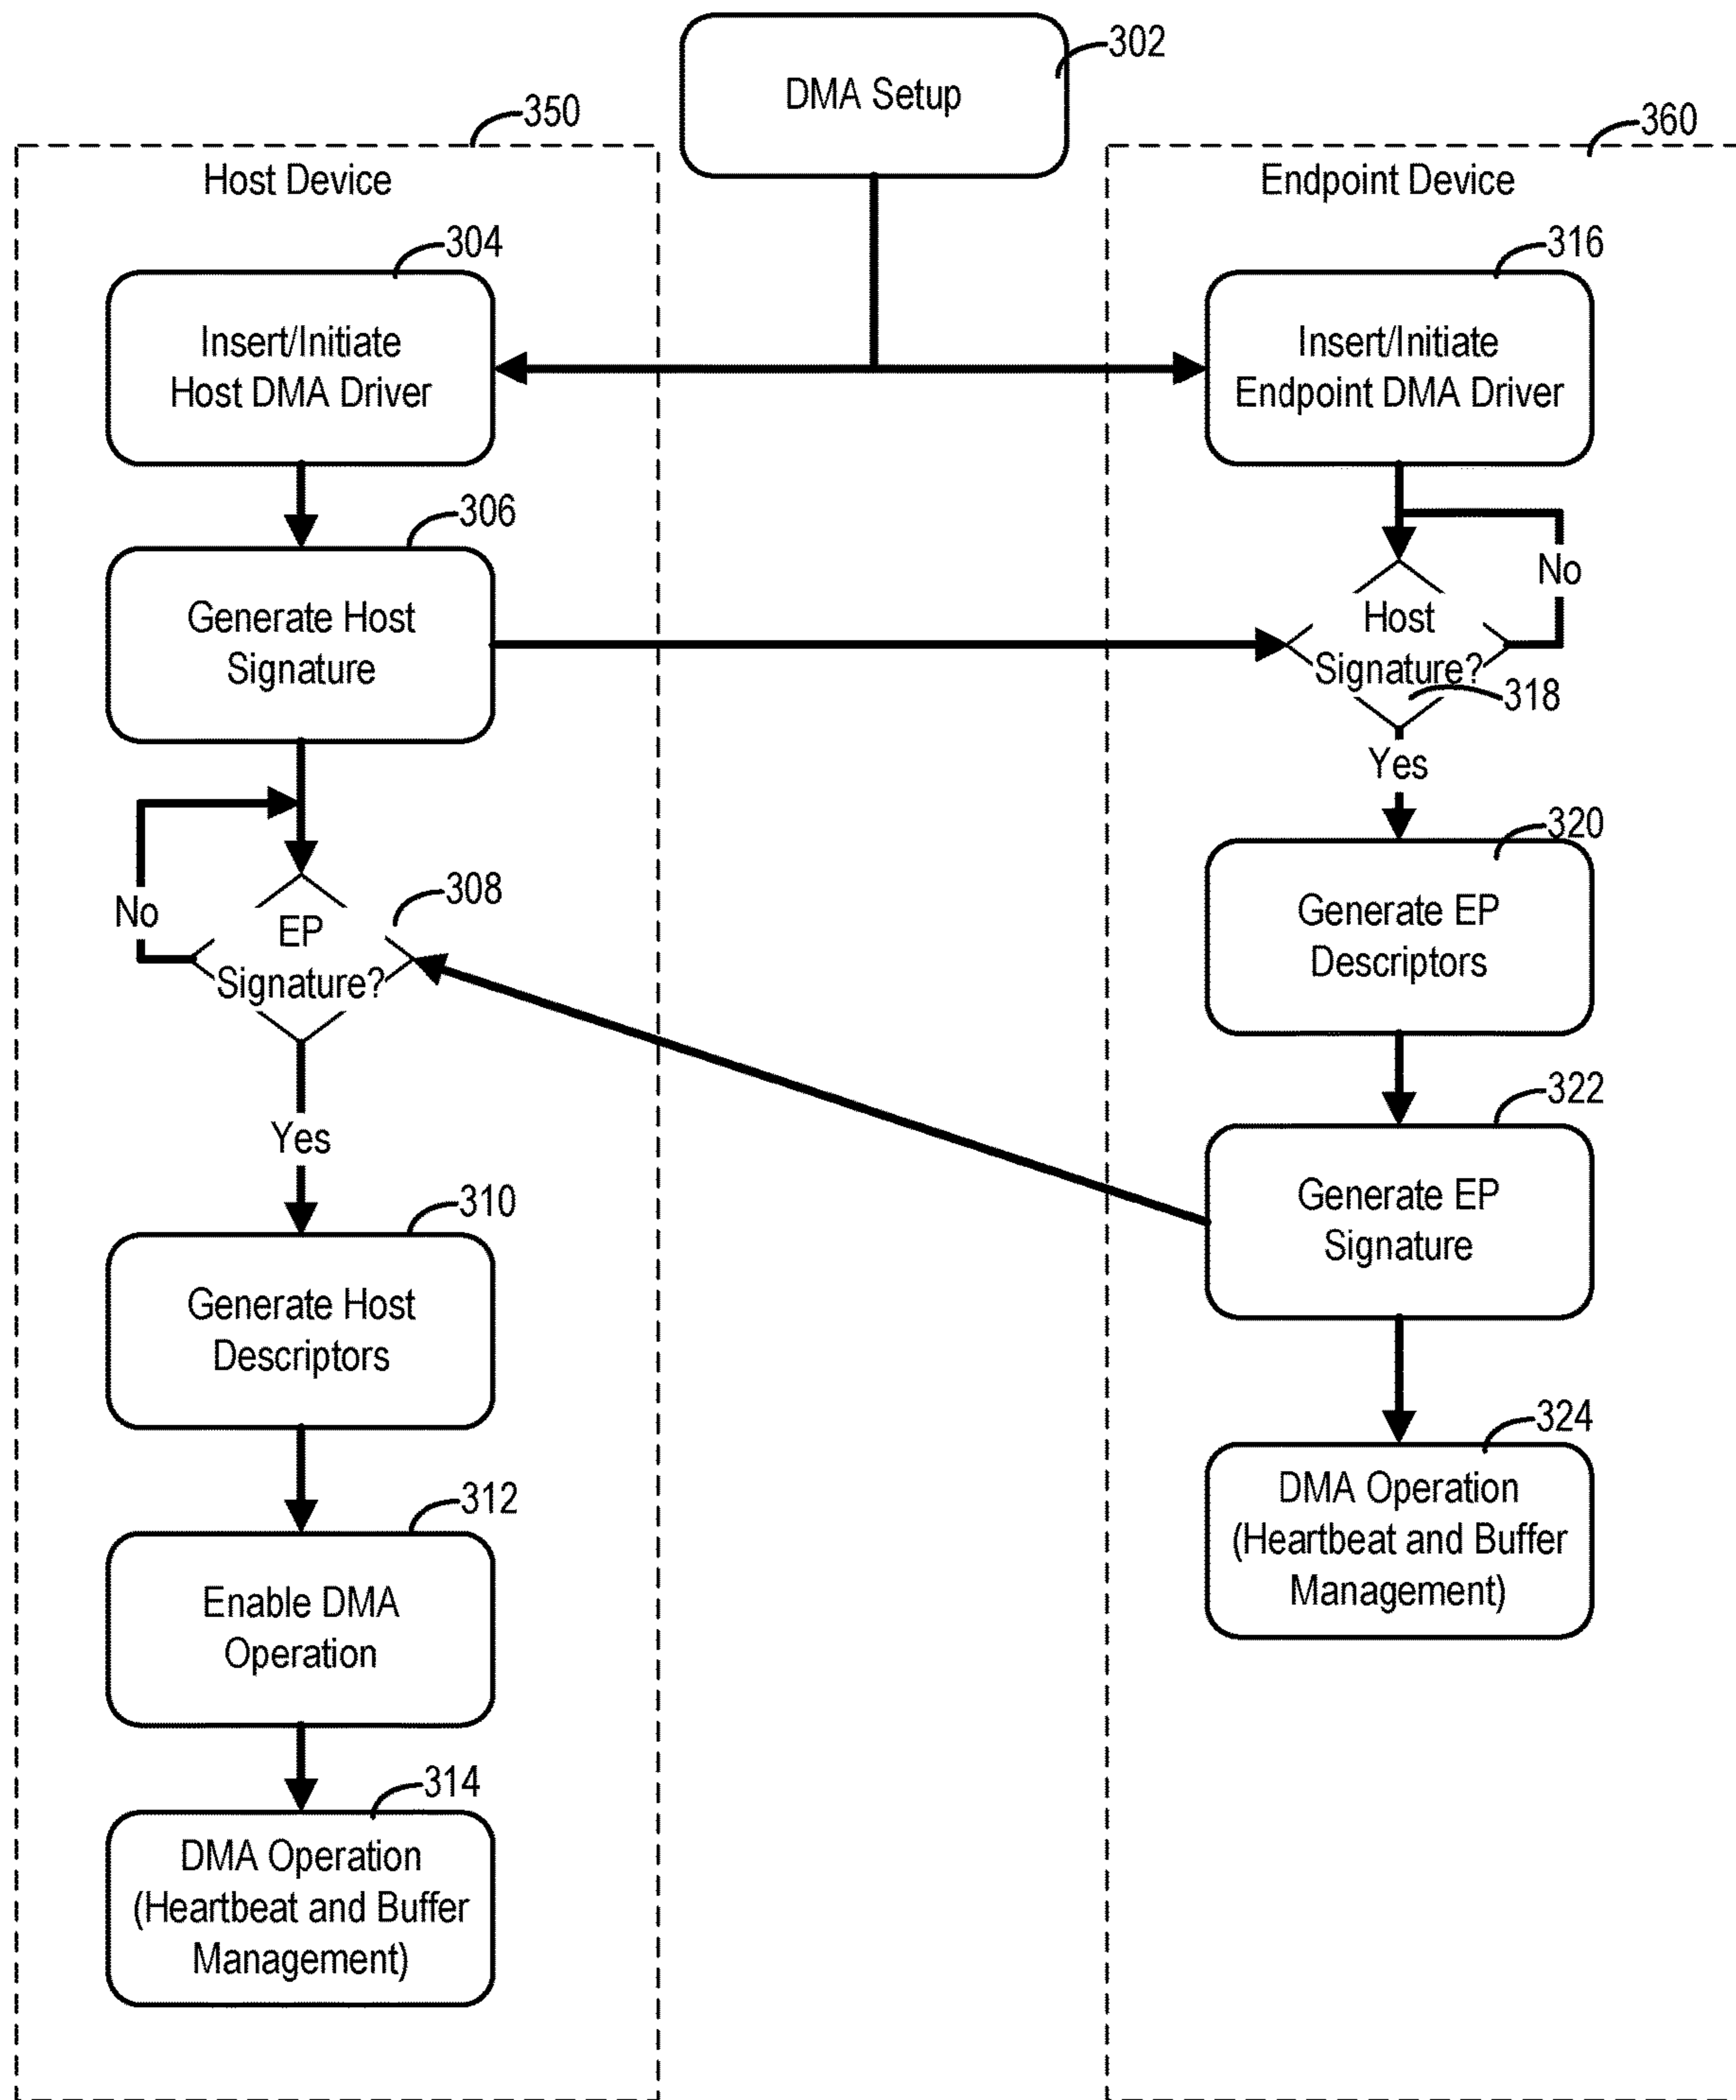 302
DMA Setup
350
360
Host Device
Endpoint Device
304
Insert/Initiate
Host DMA Driver
316
Insert/Initiate
Endpoint DMA Driver
306
Generate Host
Signature
No
Host
Signature?
318
Yes
No
308
EP
Signature?
Yes
320
Generate EP
Descriptors
322
Generate EP
Signature
310
Generate Host
Descriptors
324
DMA Operation
(Heartbeat and Buffer
Management)
312
Enable DMA
Operation
314
DMA Operation
(Heartbeat and Buffer
Management)